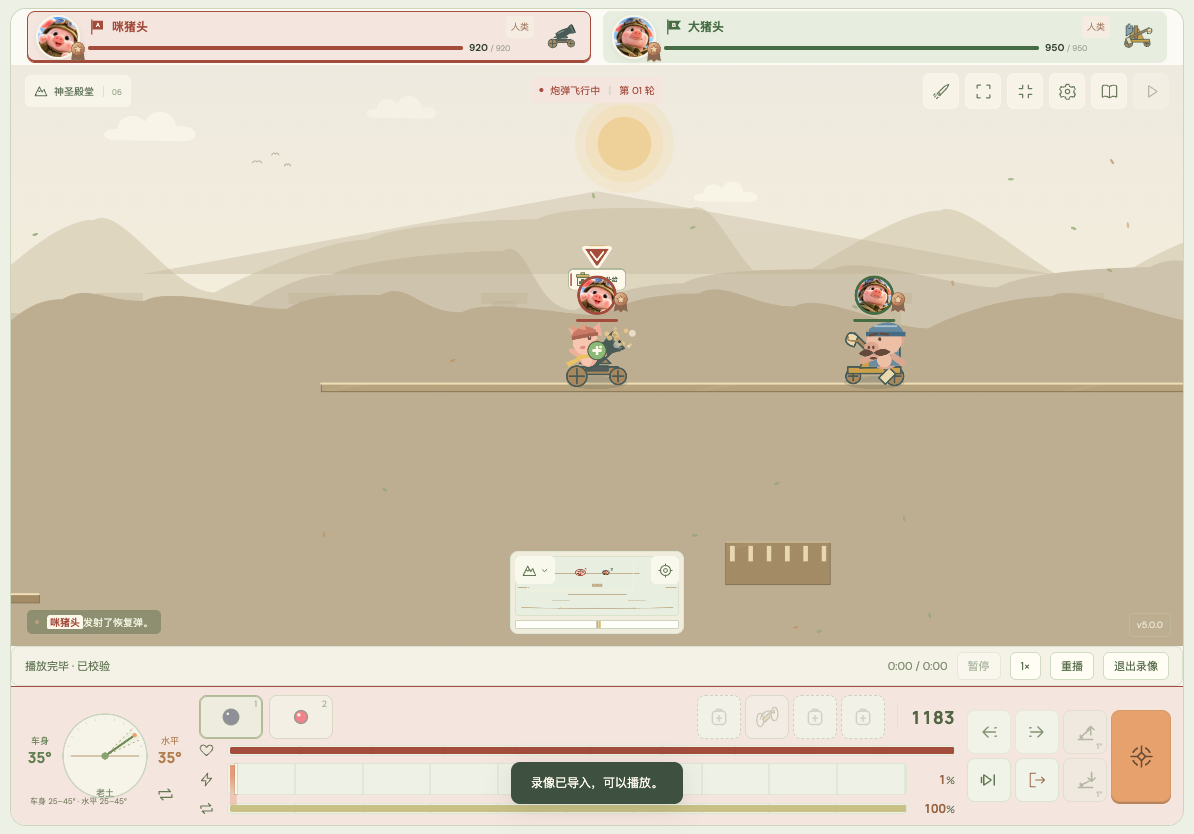 咪猪头
人类
920 / 920
大猪头
人类
950 / 950
神圣殿堂 06
炮弹飞行中 第 01 轮
咪猪头发射了恢复弹。
v5.0.0
播放完毕 · 已校验
0:00 / 0:00
暂停
1×
重播
退出录像
车身
35°
水平
35°
老土
车身 25–45° · 水平 25–45°
1
2
1183
1%
100%
1°
1°
录像已导入，可以播放。